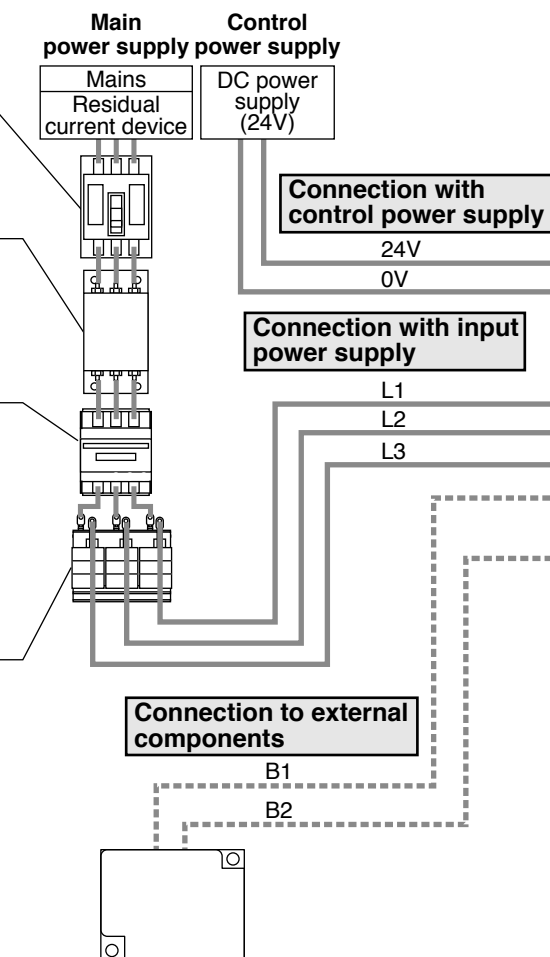 Main
power supply
Control
power supply
Mains
Residual
current device
DC power
supply
(24V)
Connection with
control power supply
24V
0V
Connection with input
power supply
L1
L2
L3
Connection to external
components
B1
B2